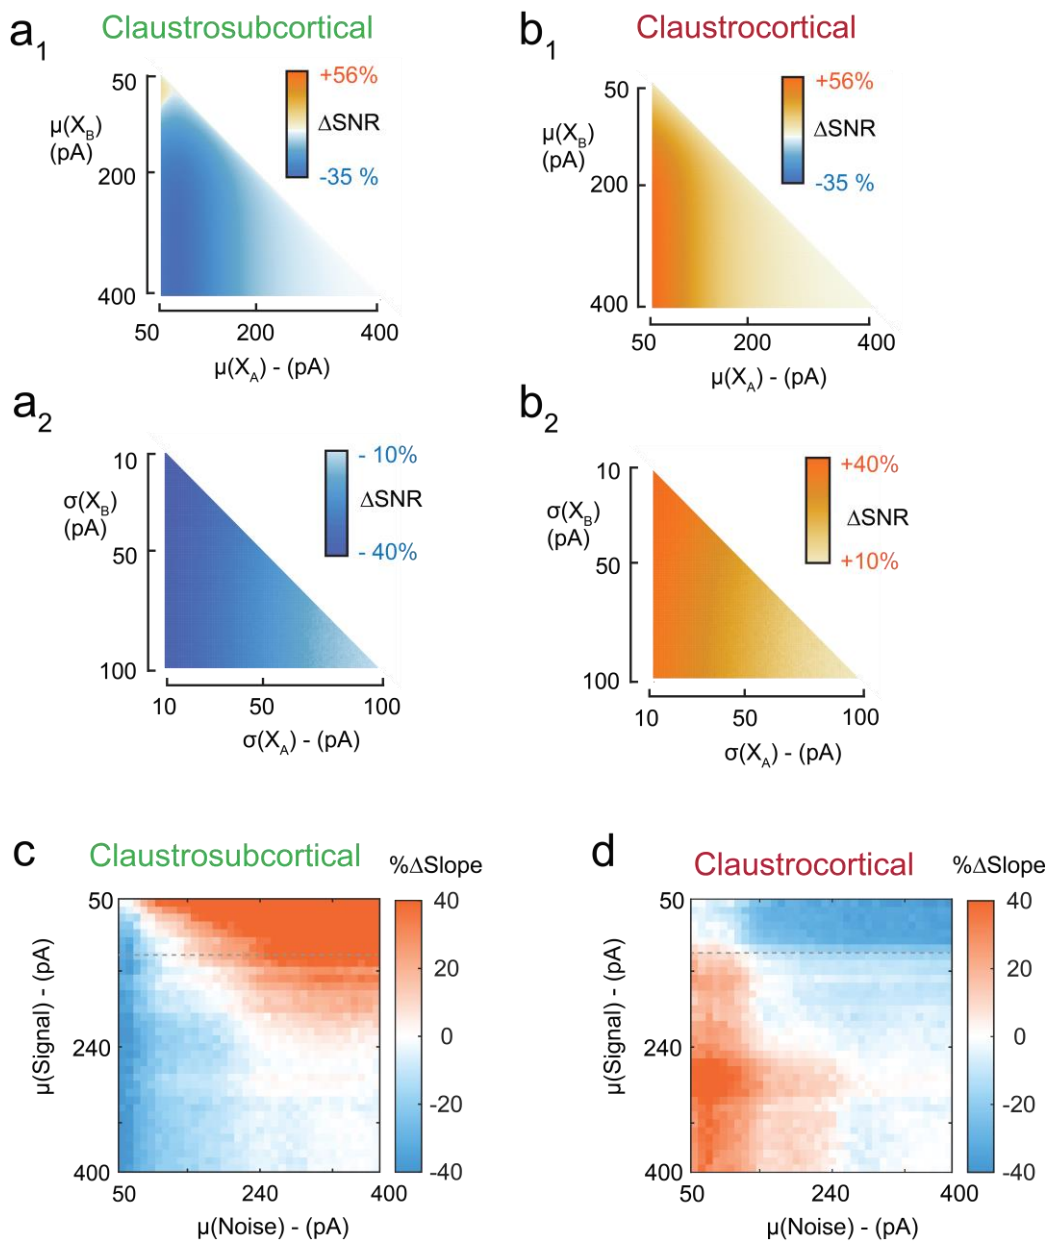 a1
Claustrosubcortical
50
μ(XB)
(pA)
200
400
+56%
ΔSNR
-35 %
50 200 400
μ(XA) - (pA)
b1
Claustrocortical
50
μ(XB)
(pA)
200
400
+56%
ΔSNR
-35 %
50 200 400
μ(XA) - (pA)
a2
10
σ(XB)
(pA)
50
100
- 10%
ΔSNR
- 40%
10 50 100
σ(XA) - (pA)
b2
10
σ(XB)
(pA)
50
100
+40%
ΔSNR
+10%
10 50 100
σ(XA) - (pA)
c
Claustrosubcortical
%ΔSlope
50
μ(Signal) - (pA)
240
400
40
20
0
-20
-40
50 240 400
μ(Noise) - (pA)
d
Claustrocortical
%ΔSlope
50
μ(Signal) - (pA)
240
400
40
20
0
-20
-40
50 240 400
μ(Noise) - (pA)